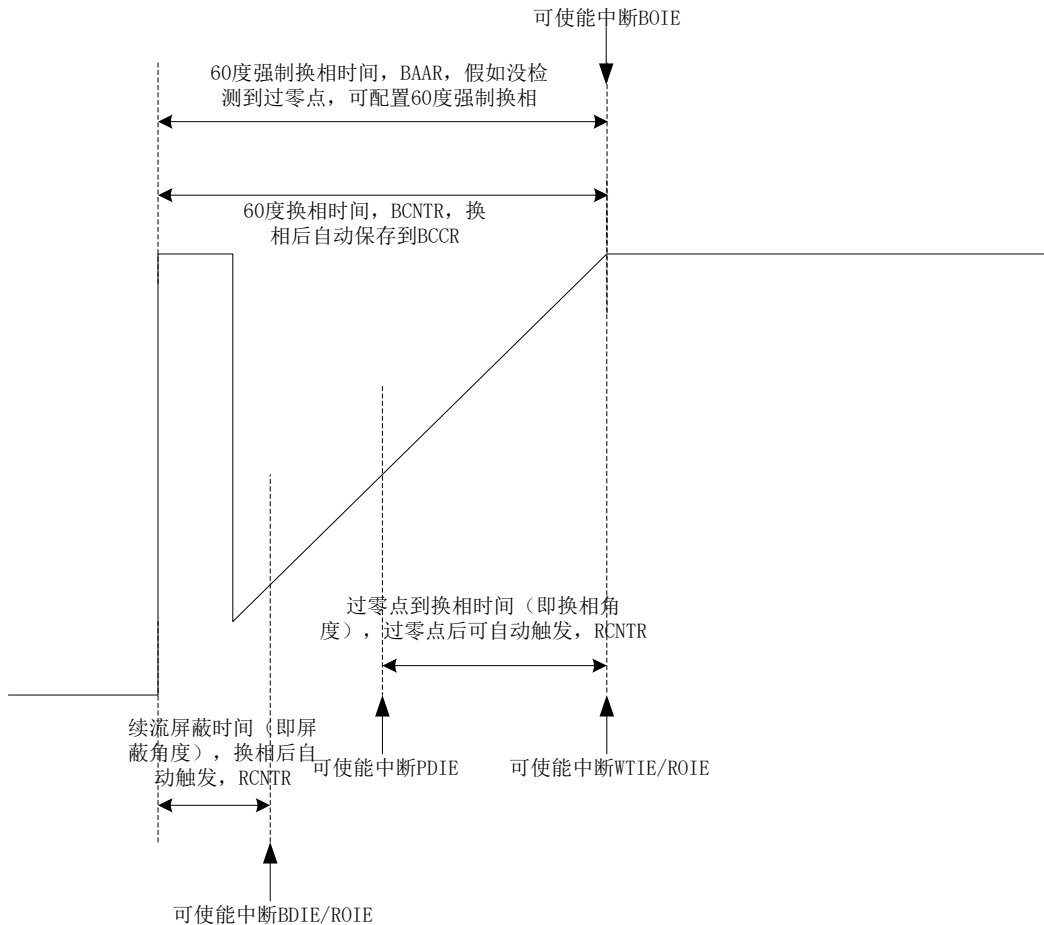 可使能中断BOIE
60度强制换相时间，BAAR，假如没检
测到过零点，可配置60度强制换相
60度换相时间，BCNTR，换
相后自动保存到BCCR
过零点到换相时间（即换相角
度），过零点后可自动触发，RCNTR
续流屏蔽时间（即屏
蔽角度），换相后自
动触发，RCNTR
可使能中断PDIE
可使能中断WTIE/ROIE
可使能中断BDIE/ROIE